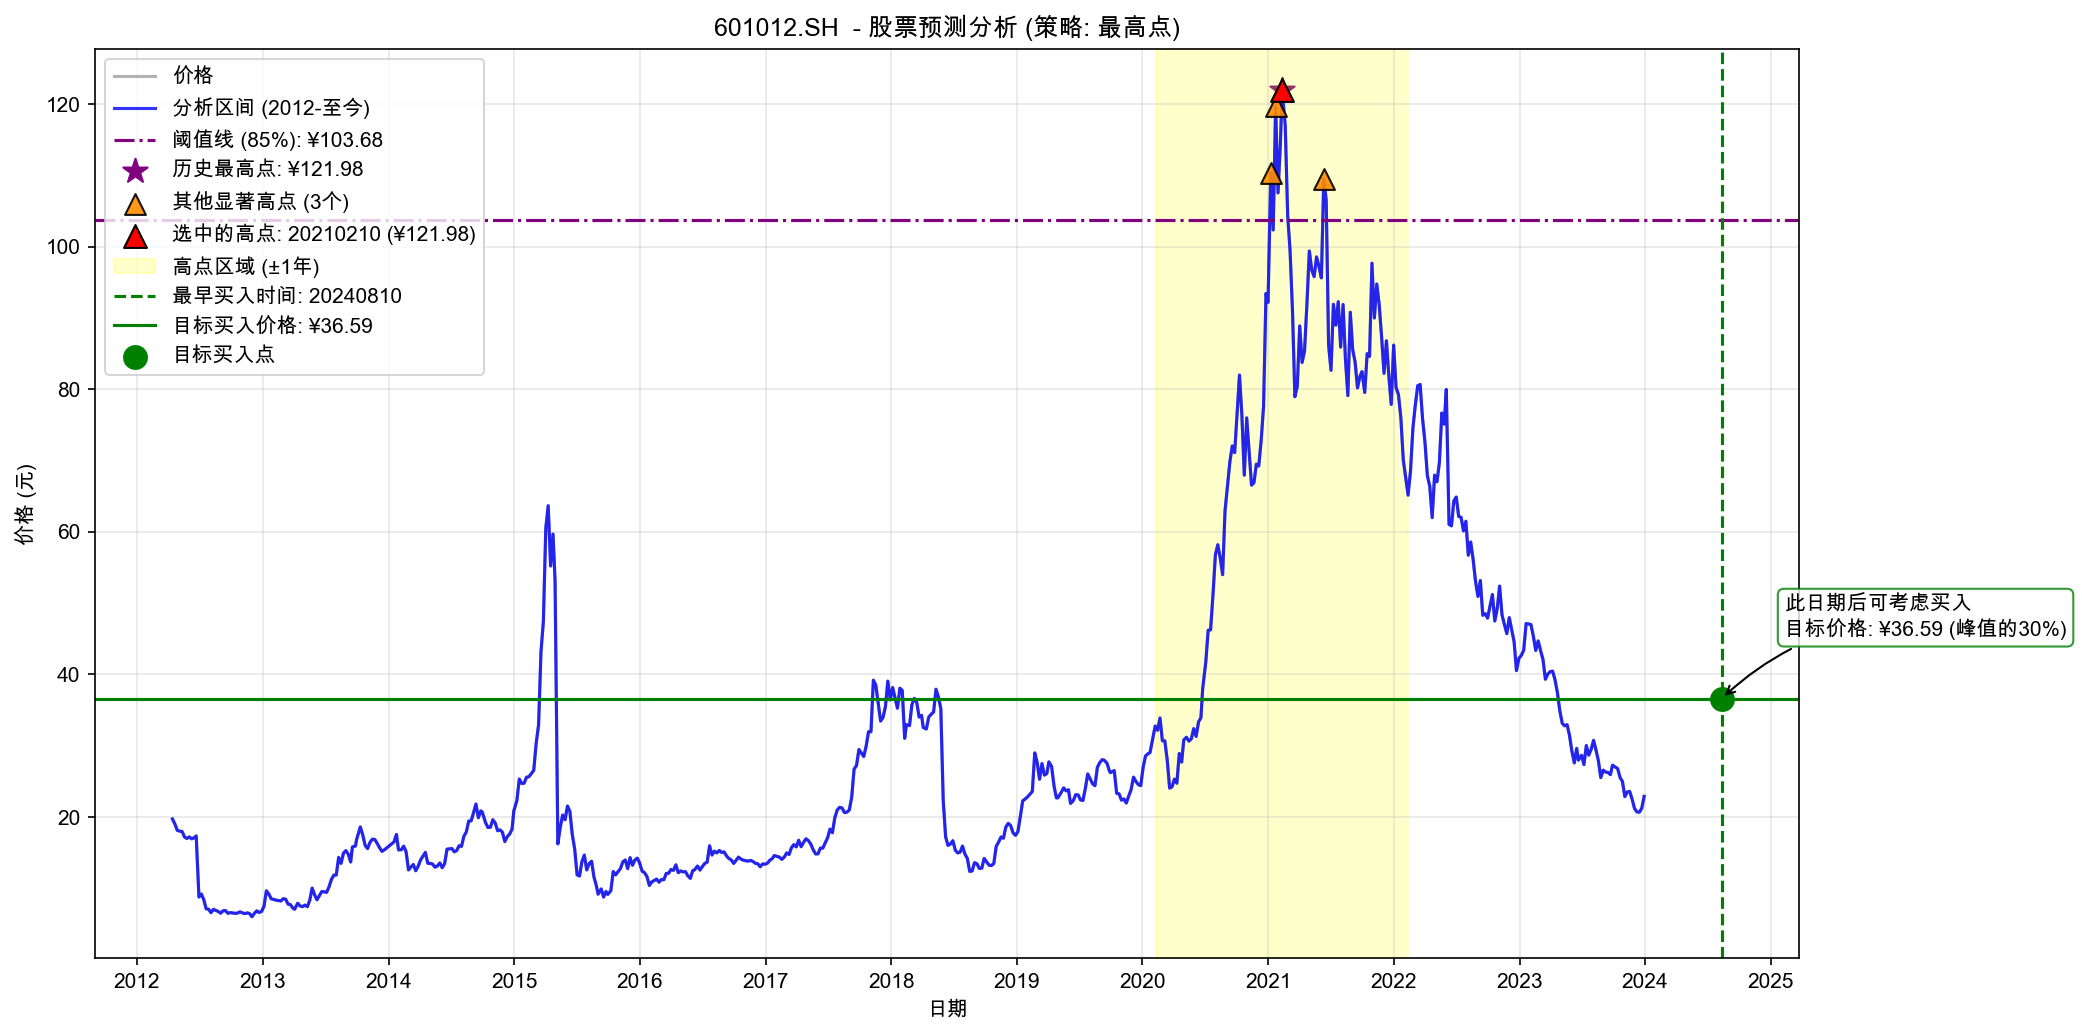 601012.SH - 股票预测分析 (策略: 最高点)
价格
分析区间 (2012-至今)
阈值线 (85%): ¥103.68
历史最高点: ¥121.98
其他显著高点 (3个)
选中的高点: 20210210 (¥121.98)
高点区域 (±1年)
最早买入时间: 20240810
目标买入价格: ¥36.59
目标买入点
120
100
80
60
40
20
价格 (元)
此日期后可考虑买入
目标价格: ¥36.59 (峰值的30%)
2012 2013 2014 2015 2016 2017 2018 2019 2020 2021 2022 2023 2024 2025
日期